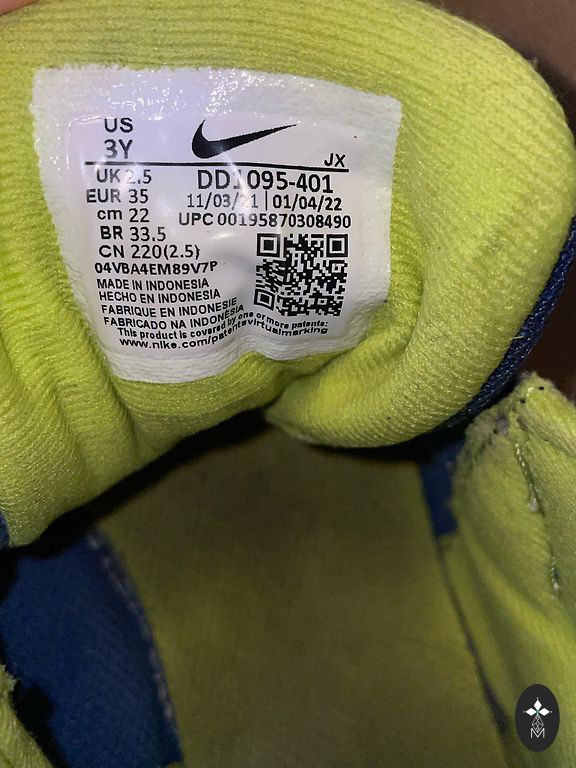 US
3Y
JX
UK 2.5
EUR 35
cm 22
BR 33.5
CN 220(2.5)
DD1095-401
11/03/21 | 01/04/22
UPC 00195870308490
04VBA4EM89V7P
MADE IN INDONESIA
HECHO EN INDONESIA
FABRIQUE EN INDONESIE
FABRICADO NA INDONESIA
This product is covered by one or more patents:
www.nike.com/patentsvirtualmarking
M